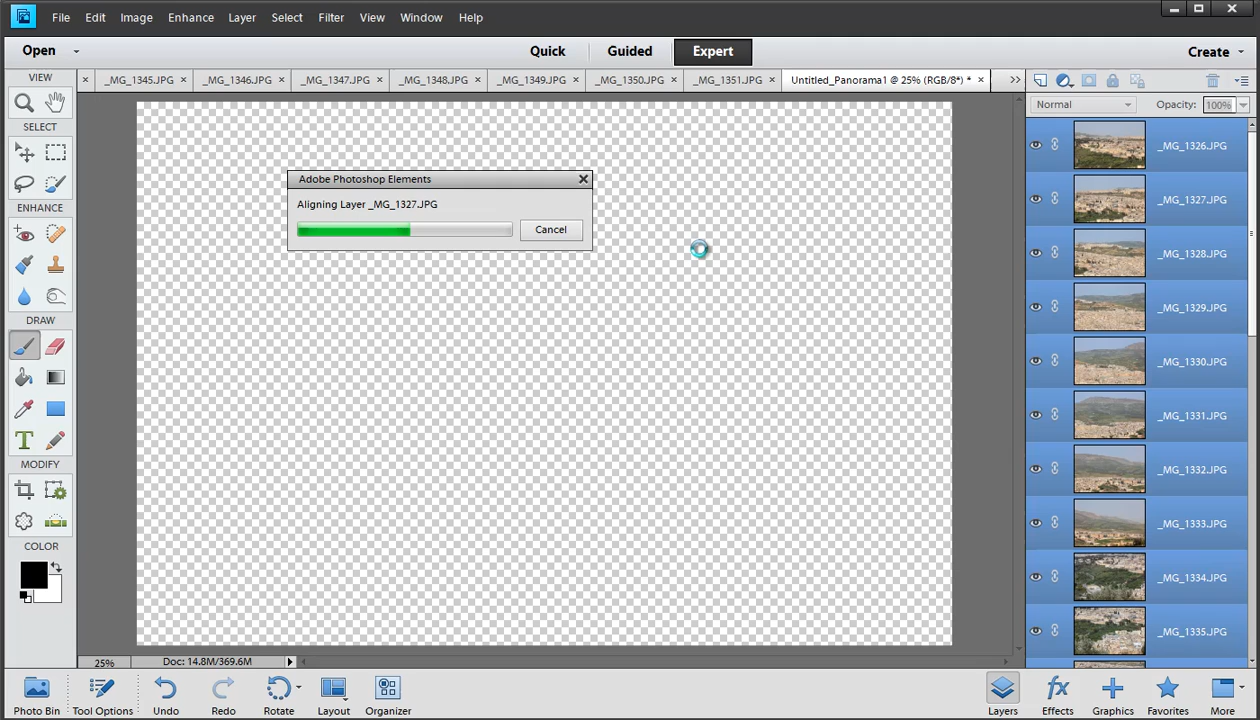 File Edit Image Enhance Layer Select Filter View Window Help
Open Quick Guided Expert Create
VIEW
_MG_1345.JPG × _MG_1346.JPG × _MG_1347.JPG × _MG_1348.JPG × _MG_1349.JPG × _MG_1350.JPG × _MG_1351.JPG × Untitled_Panorama1 @ 25% (RGB/8*) * ×
Normal Opacity: 100%
SELECT
ENHANCE
DRAW
MODIFY
COLOR
Adobe Photoshop Elements
Aligning Layer _MG_1327.JPG
Cancel
_MG_1326.JPG
_MG_1327.JPG
_MG_1328.JPG
_MG_1329.JPG
_MG_1330.JPG
_MG_1331.JPG
_MG_1332.JPG
_MG_1333.JPG
_MG_1334.JPG
_MG_1335.JPG
25% Doc: 14.8M/369.6M
Photo Bin Tool Options Undo Redo Rotate Layout Organizer Layers Effects Graphics Favorites More